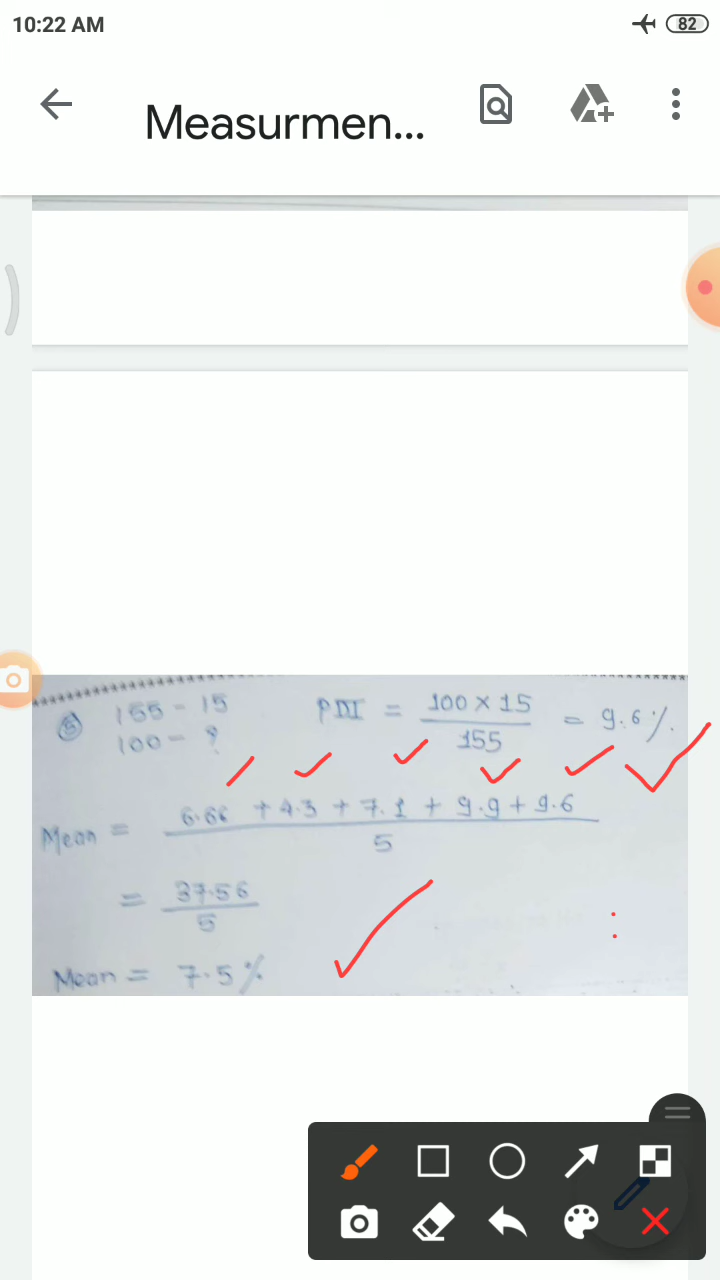 10:22 AM
82
Measurmen...
⑤ 155 - 15
100 - ?
PDI = 100 × 15 / 155 = 9.6%.
Mean = 6.66 + 4.3 + 7.1 + 9.9 + 9.6 / 5
= 37.56 / 5
Mean = 7.5%